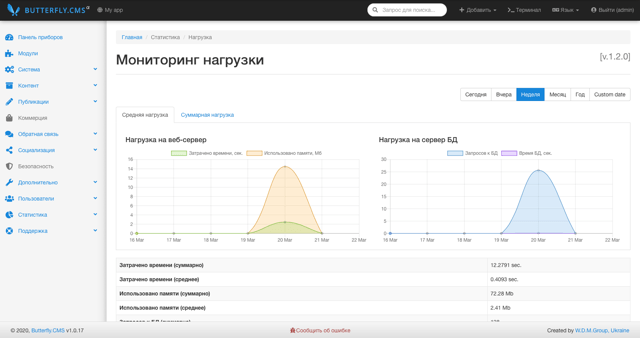 BUTTERFLY.CMS α My app Запрос для поиска... Добавить Терминал Язык Выйти (admin)
Панель приборов
Модули
Система
Контент
Публикации
Коммерция
Обратная связь
Социализация
Безопасность
Дополнительно
Пользователи
Статистика
Поддержка
Главная / Статистика / Нагрузка
Мониторинг нагрузки [v.1.2.0]
Сегодня Вчера Неделя Месяц Год Custom date
Средняя нагрузка Суммарная нагрузка
Нагрузка на веб-сервер
Затрачено времени, сек. Использовано памяти, Мб
16
14
12
10
8
6
4
2
0
16 Mar 17 Mar 18 Mar 19 Mar 20 Mar 21 Mar 22 Mar
Нагрузка на сервер БД
Запросов к БД Время БД, сек.
30
25
20
15
10
5
0
16 Mar 17 Mar 18 Mar 19 Mar 20 Mar 21 Mar 22 Mar
Затрачено времени (суммарно) 12.2791 sec.
Затрачено времени (среднее) 0.4093 sec.
Использовано памяти (суммарно) 72.28 Mb
Использовано памяти (среднее) 2.41 Mb
© 2020, Butterfly.CMS v1.0.17 Сообщить об ошибке Created by W.D.M.Group, Ukraine